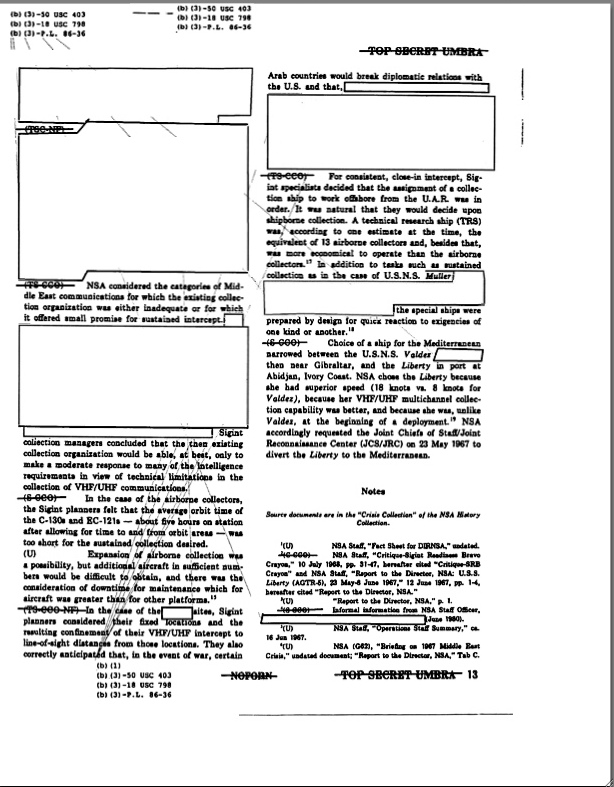 (b) (3)-50 USC 403
(b) (3)-18 USC 798
(b) (3)-P.L. 86-36
(b) (3)-50 USC 403
(b) (3)-18 USC 798
(b) (3)-P.L. 86-36
TOP SECRET UMBRA
(TSC-NF)
(TS-CCO) NSA considered the catagories of Mid-
dle East communications for which the existing collec-
tion organization was either inadequate or for which
it offered small promise for sustained intercept.
Sigint
collection managers concluded that the then existing
collection organization would be able, at best, only to
make a moderate response to many of the intelligence
requirements in view of technical limitations in the
collection of VHF/UHF communications.
(S-CCO) In the case of the airborne collectors,
the Sigint planners felt that the average orbit time of
the C-130s and EC-121s — about five hours on station
after allowing for time to and from orbit areas — was
too short for the sustained collection desired.
(U) Expansion of airborne collection was
a possibility, but additional aircraft in sufficient num-
bers would be difficult to obtain, and there was the
consideration of downtime for maintenance which for
aircraft was greater than for other platforms.
(TS-CCO-NF) In the case of the sites, Sigint
planners considered their fixed locations and the
resulting confinement of their VHF/UHF intercept to
line-of-sight distances from those locations. They also
correctly anticipated that, in the event of war, certain
Arab countries would break diplomatic relations with
the U.S. and that,
(TS-CCO) For consistent, close-in intercept, Sig-
int specialists decided that the assignment of a collec-
tion ship to work offshore from the U.A.R. was in
order. It was natural that they would decide upon
shipborne collection. A technical research ship (TRS)
was, according to one estimate at the time, the
equivalent of 13 airborne collectors and, besides that,
was more economical to operate than the airborne
collectors.17 In addition to tasks such as sustained
collection as in the case of U.S.N.S. Muller
the special ships were
prepared by design for quick reaction to exigencies of
one kind or another.18
(S-CCO) Choice of a ship for the Mediterranean
narrowed between the U.S.N.S. Valdez
then near Gibraltar, and the Liberty in port at
Abidjan, Ivory Coast. NSA chose the Liberty because
she had superior speed (18 knots vs. 8 knots for
Valdez), because her VHF/UHF multichannel collec-
tion capability was better, and because she was, unlike
Valdez, at the beginning of a deployment.19 NSA
accordingly requested the Joint Chiefs of Staff/Joint
Reconnaissance Center (JCS/JRC) on 23 May 1967 to
divert the Liberty to the Mediterranean.
Notes
Source documents are in the "Crisis Collection" of the NSA History
Collection.
(U) NSA Staff, "Fact Sheet for DIRNSA," undated.
(S-CCO) NSA Staff, "Critique-Sigint Readiness Bravo
Crayon," 10 July 1968, pp. 31-47, hereafter cited "Critique-SRB
Crayon" and NSA Staff, "Report to the Director, NSA: U.S.S.
Liberty (AGTR-5), 23 May-8 June 1967," 12 June 1967, pp. 1-4,
hereafter cited "Report to the Director, NSA."
"Report to the Director, NSA," p. 1.
(S-CCO) Informal information from NSA Staff Officer,
(June 1980).
(U) NSA Staff, "Operations Staff Summary," ca.
16 Jun 1967.
(U) NSA (G62), "Briefing on 1967 Middle East
Crisis," undated document; "Report to the Director, NSA," Tab C.
(b) (1)
(b) (3)-50 USC 403
(b) (3)-18 USC 798
(b) (3)-P.L. 86-36
NOFORN
TOP SECRET UMBRA 13